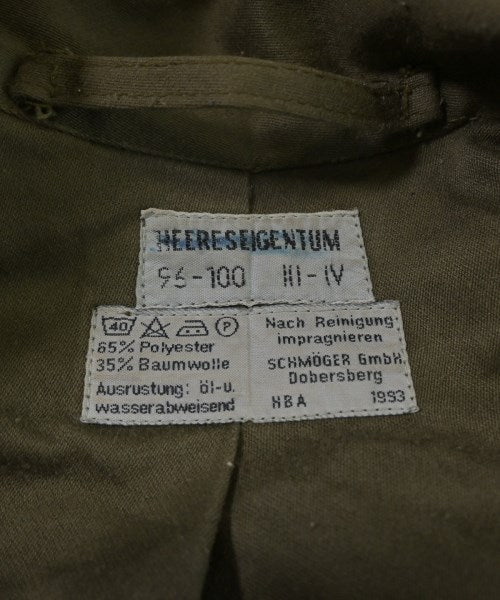 HEERESEIGENTUM
96-100 III-IV
40 P
65% Polyester
35% Baumwolle
Ausrustung: öl-u.
wasserabweisend
Nach Reinigung
impragnieren
SCHMÖGER GmbH.
Dobersberg
HBA 1993